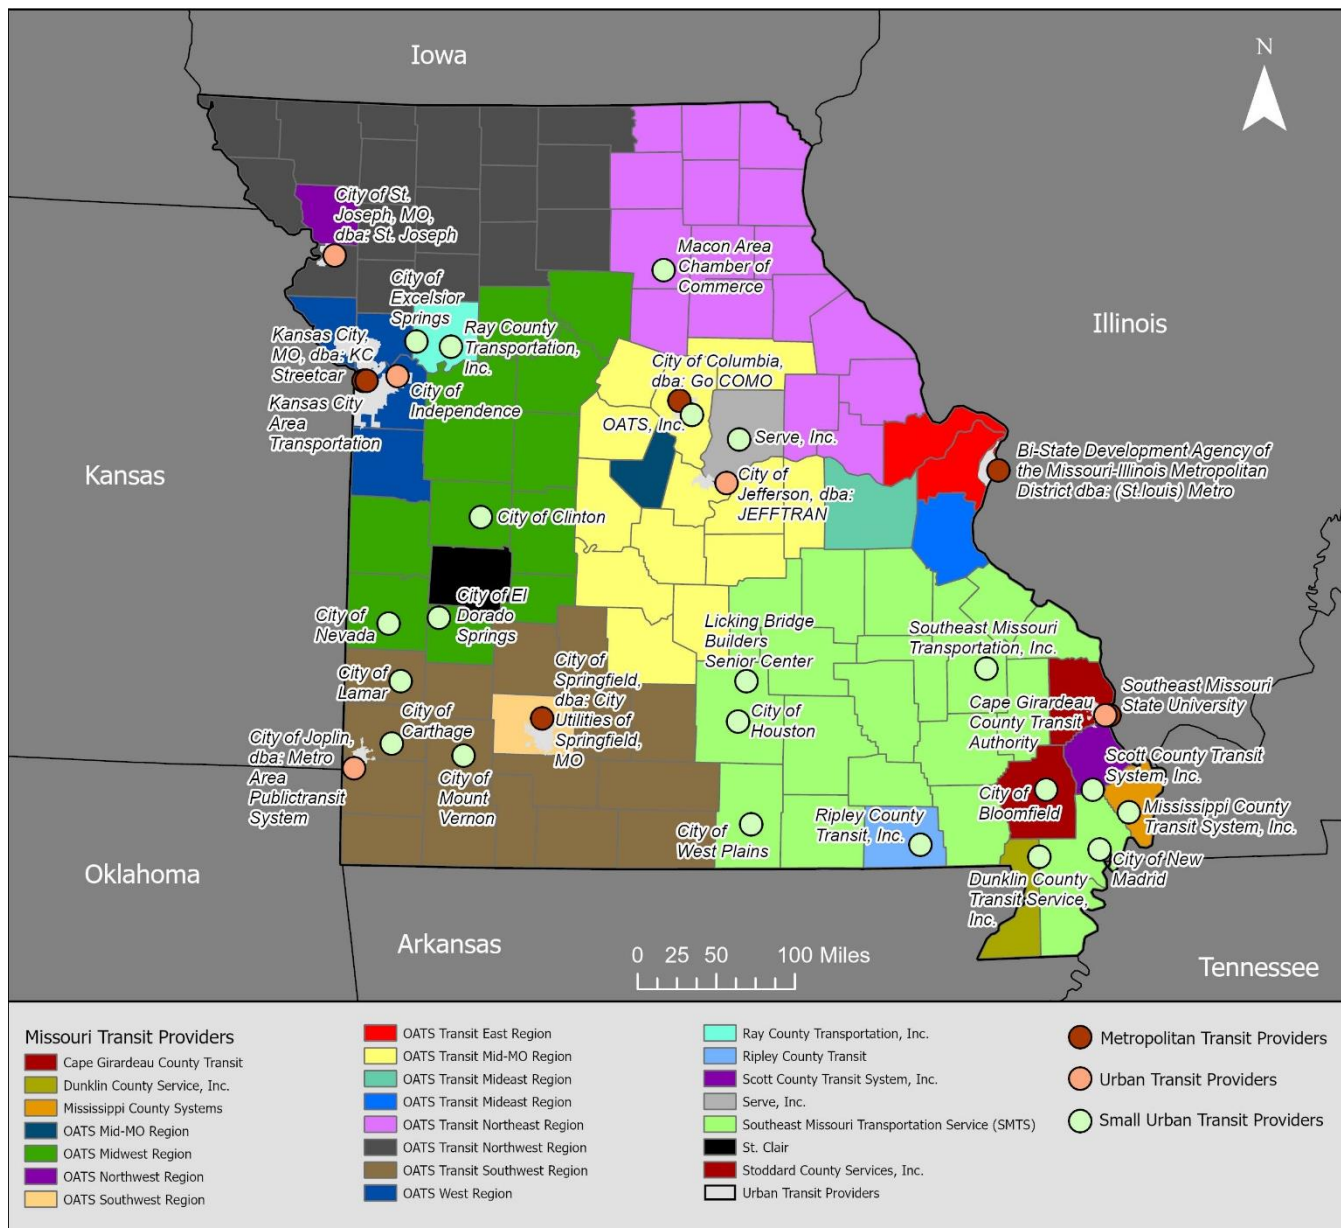 Iowa
N
City of St.
Joseph, MO,
dba: St. Joseph
Macon Area
Chamber of
Commerce
City of
Excelsior
Springs
Illinois
Kansas City,
MO, dba: KC
Streetcar
Ray County
Transportation,
Inc.
City of Columbia,
dba: Go COMO
City of
Independence
Kansas City
Area
Transportation
OATS, Inc.
Serve, Inc.
Bi-State Development Agency of
the Missouri-Illinois Metropolitan
District dba: (St.louis) Metro
Kansas
City of
Jefferson, dba:
JEFFTRAN
City of Clinton
City of El
Dorado
Springs
City of
Nevada
Licking Bridge
Builders
Senior Center
Southeast Missouri
Transportation, Inc.
City of
Lamar
City of
Springfield,
dba: City
Utilities of
Springfield,
MO
Southeast Missouri
State University
Cape Girardeau
County Transit
Authority
City of
Houston
City of
Carthage
City of Joplin,
dba: Metro
Area
Publictransit
System
Scott County Transit
System, Inc.
City of
Mount
Vernon
City of
Bloomfield
Mississippi County
Transit System, Inc.
City of
West Plains
Ripley County
Transit, Inc.
City of New
Madrid
Oklahoma
Dunklin County
Transit Service,
Inc.
Arkansas
0 25 50 100 Miles
Tennessee
Missouri Transit Providers
Cape Girardeau County Transit
Dunklin County Service, Inc.
Mississippi County Systems
OATS Mid-MO Region
OATS Midwest Region
OATS Northwest Region
OATS Southwest Region
OATS Transit East Region
OATS Transit Mid-MO Region
OATS Transit Mideast Region
OATS Transit Mideast Region
OATS Transit Northeast Region
OATS Transit Northwest Region
OATS Transit Southwest Region
OATS West Region
Ray County Transportation, Inc.
Ripley County Transit
Scott County Transit System, Inc.
Serve, Inc.
Southeast Missouri Transportation Service (SMTS)
St. Clair
Stoddard County Services, Inc.
Urban Transit Providers
Metropolitan Transit Providers
Urban Transit Providers
Small Urban Transit Providers